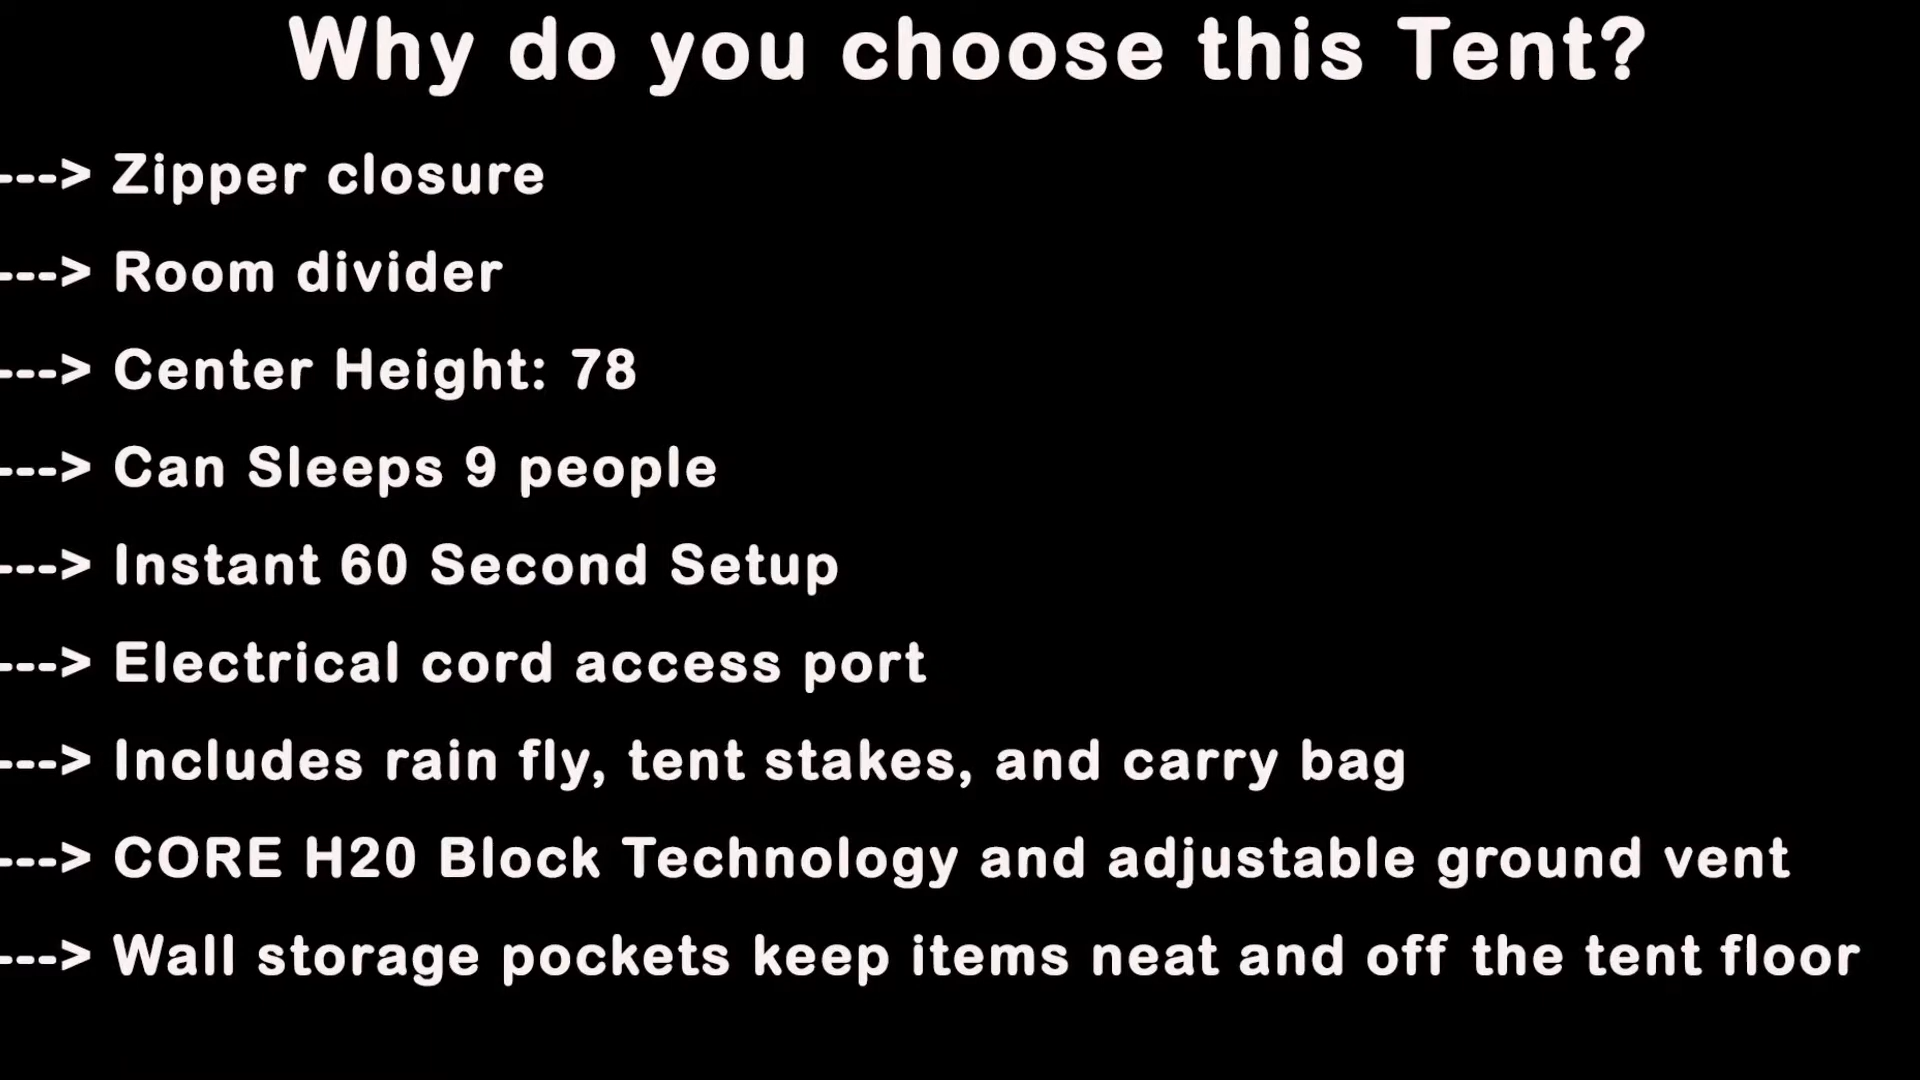 Why do you choose this Tent?
---> Zipper closure
---> Room divider
---> Center Height: 78
---> Can Sleeps 9 people
---> Instant 60 Second Setup
---> Electrical cord access port
---> Includes rain fly, tent stakes, and carry bag
---> CORE H20 Block Technology and adjustable ground vent
---> Wall storage pockets keep items neat and off the tent floor